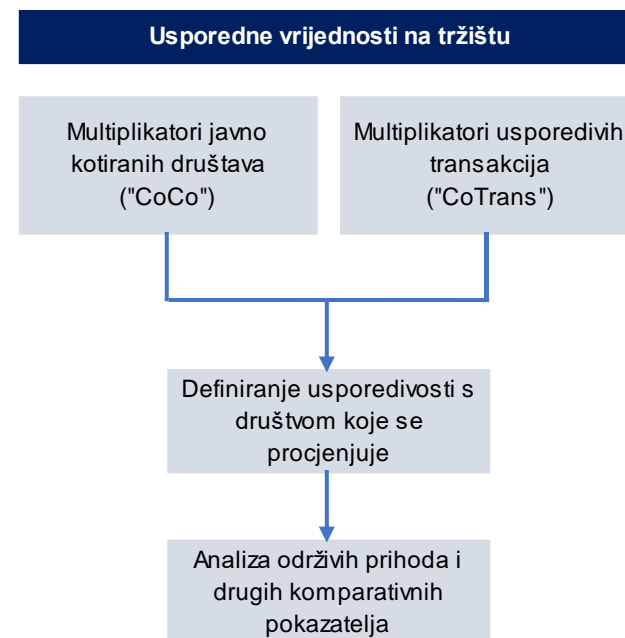 Usporedne vrijednosti na tržištu
Multiplikatori javno
kotiranih društava
("CoCo")
Multiplikatori usporedivih
transakcija
("CoTrans")
Definiranje usporedivosti s
društvom koje se
procjenjuje
Analiza održivih prihoda i
drugih komparativnih
pokazatelja